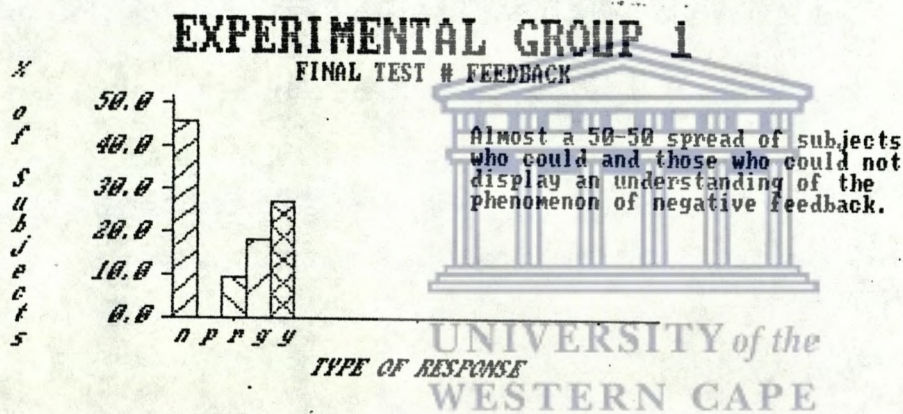 EXPERIMENTAL GROUP 1
FINAL TEST # FEEDBACK
% of Subjects
50.0
40.0
30.0
20.0
10.0
0.0
n p r g y
TYPE OF RESPONSE
Almost a 50-50 spread of subjects
who could and those who could not
display an understanding of the
phenomenon of negative feedback.
UNIVERSITY of the
WESTERN CAPE